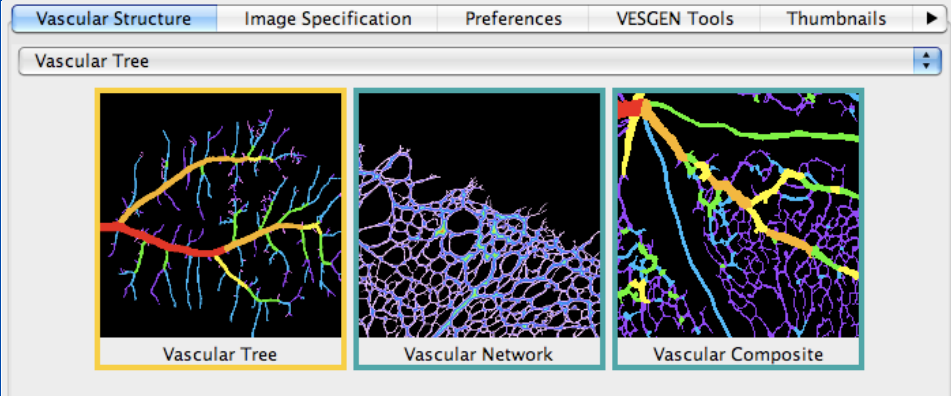 Vascular Structure Image Specification Preferences VESGEN Tools Thumbnails
Vascular Tree
Vascular Tree Vascular Network Vascular Composite